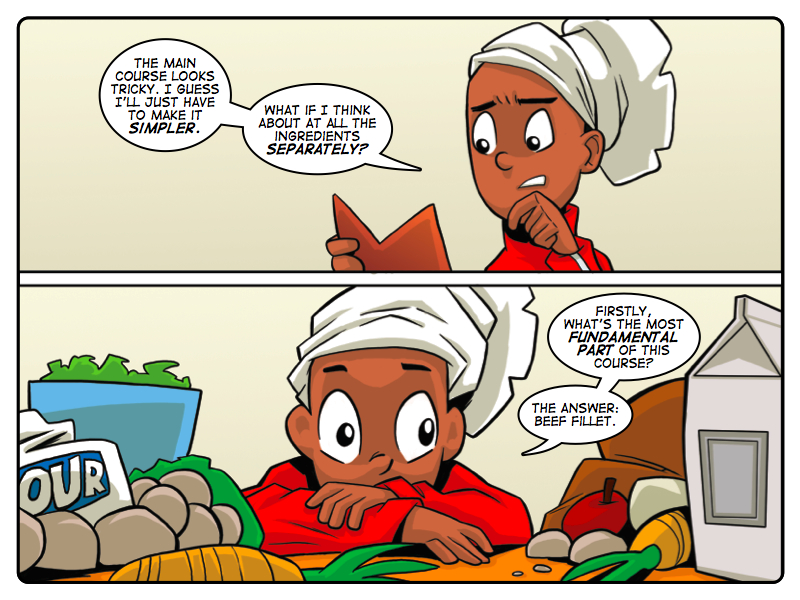 THE MAIN
COURSE LOOKS
TRICKY. I GUESS
I'LL JUST HAVE
TO MAKE IT
SIMPLER.
WHAT IF I THINK
ABOUT AT ALL THE
INGREDIENTS
SEPARATELY?
FIRSTLY,
WHAT'S THE MOST
FUNDAMENTAL
PART OF THIS
COURSE?
THE ANSWER:
BEEF FILLET.
OUR